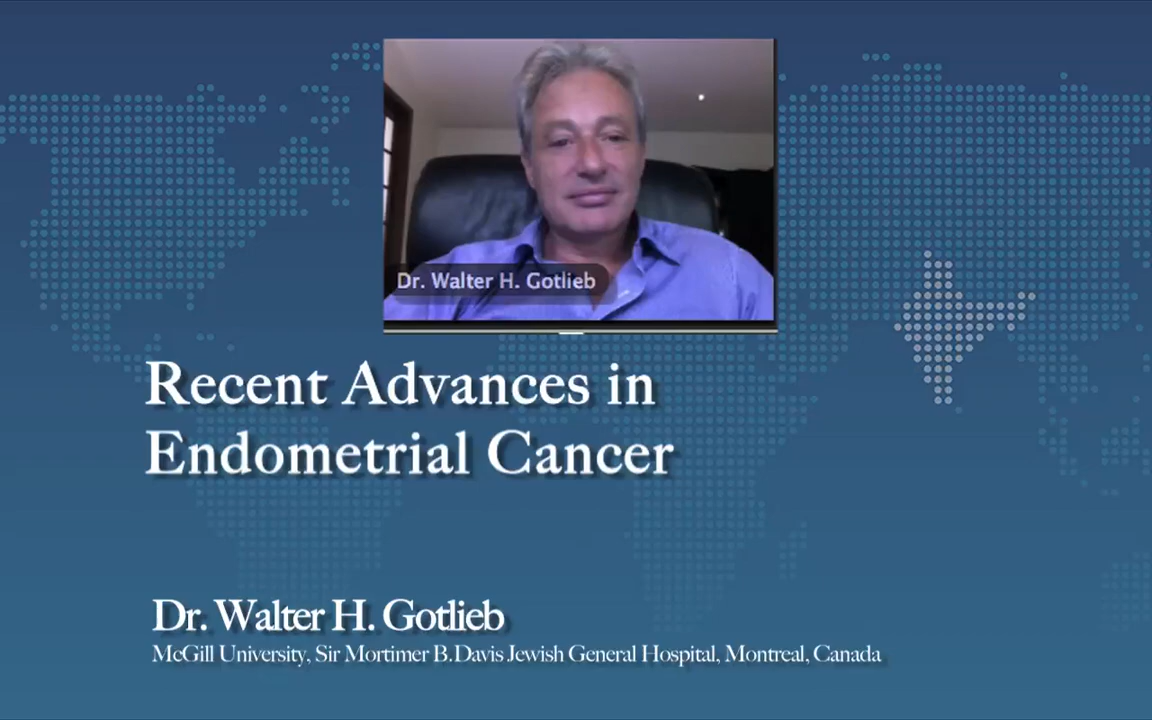 Dr. Walter H. Gotlieb
Recent Advances in
Endometrial Cancer
Dr. Walter H. Gotlieb
McGill University, Sir Mortimer B.Davis Jewish General Hospital, Montreal, Canada